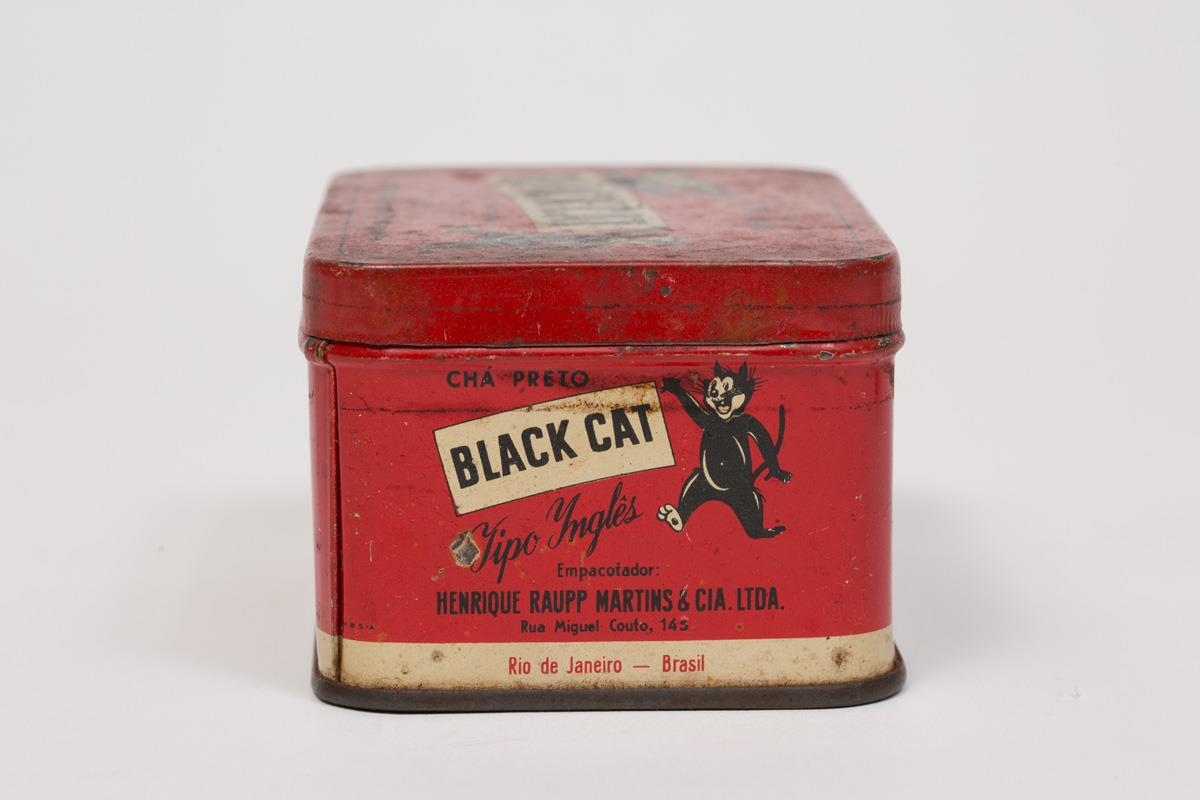 CHÁ PRETO
BLACK CAT
Tipo Inglês
Empacotador:
HENRIQUE RAUPP MARTINS & CIA. LTDA.
Rua Miguel Couto, 145
Rio de Janeiro — Brasil